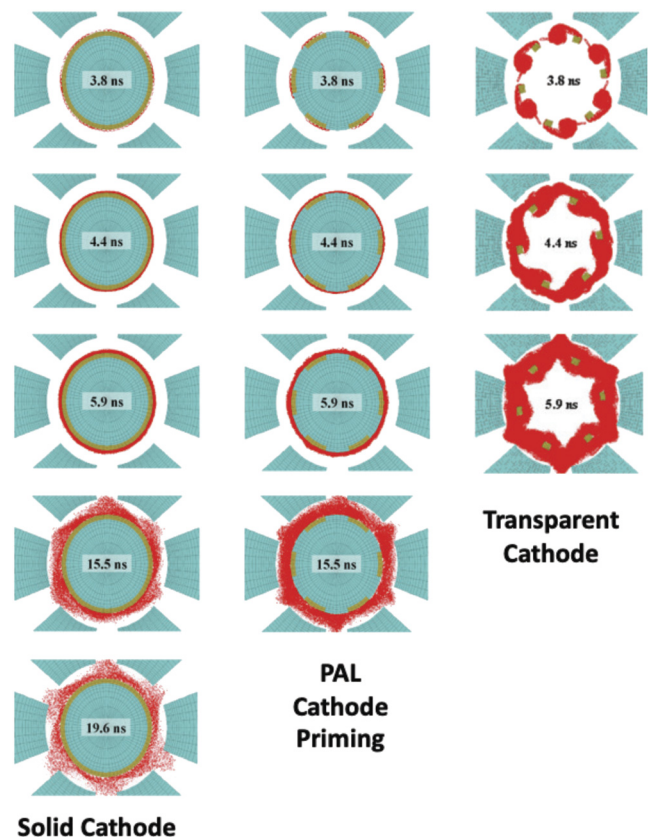 3.8 ns
3.8 ns
3.8 ns
4.4 ns
4.4 ns
4.4 ns
5.9 ns
5.9 ns
5.9 ns
15.5 ns
15.5 ns
Transparent
Cathode
19.6 ns
PAL
Cathode
Priming
Solid Cathode